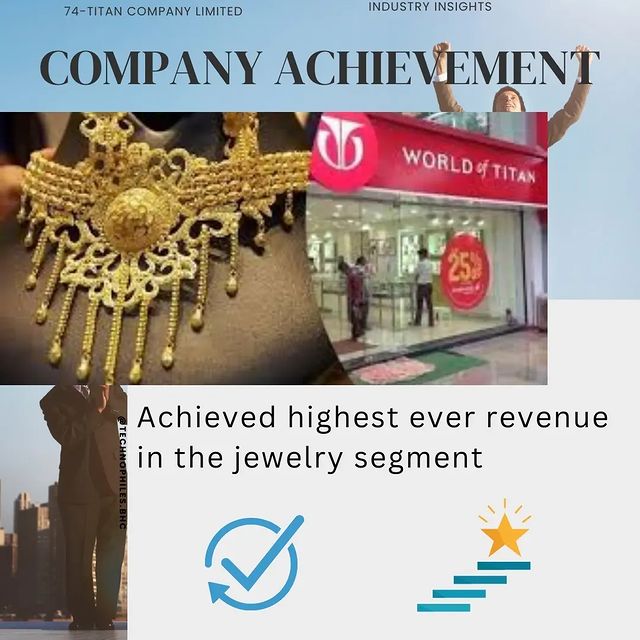 74-TITAN COMPANY LIMITED
INDUSTRY INSIGHTS
COMPANY ACHIEVEMENT
WORLD of TITAN
25%
Achieved highest ever revenue
in the jewelry segment
@TECHNOPHILES.BHC